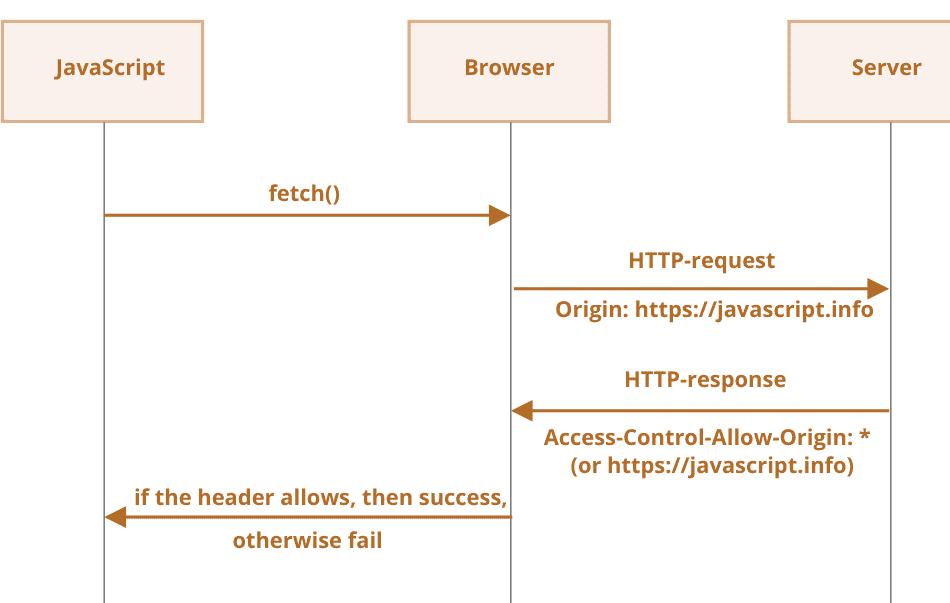 JavaScript
Browser
Server
fetch()
HTTP-request
Origin: https://javascript.info
HTTP-response
Access-Control-Allow-Origin: *
(or https://javascript.info)
if the header allows, then success,
otherwise fail